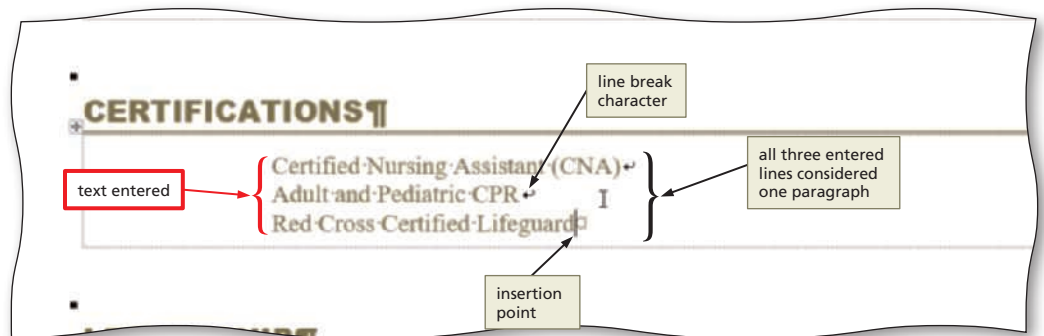 line break
character
CERTIFICATIONS¶
all three entered
lines considered
one paragraph
text entered
Certified·Nursing·Assistant·(CNA)↵
Adult·and·Pediatric·CPR↵
Red·Cross·Certified·Lifeguard¤
insertion
point